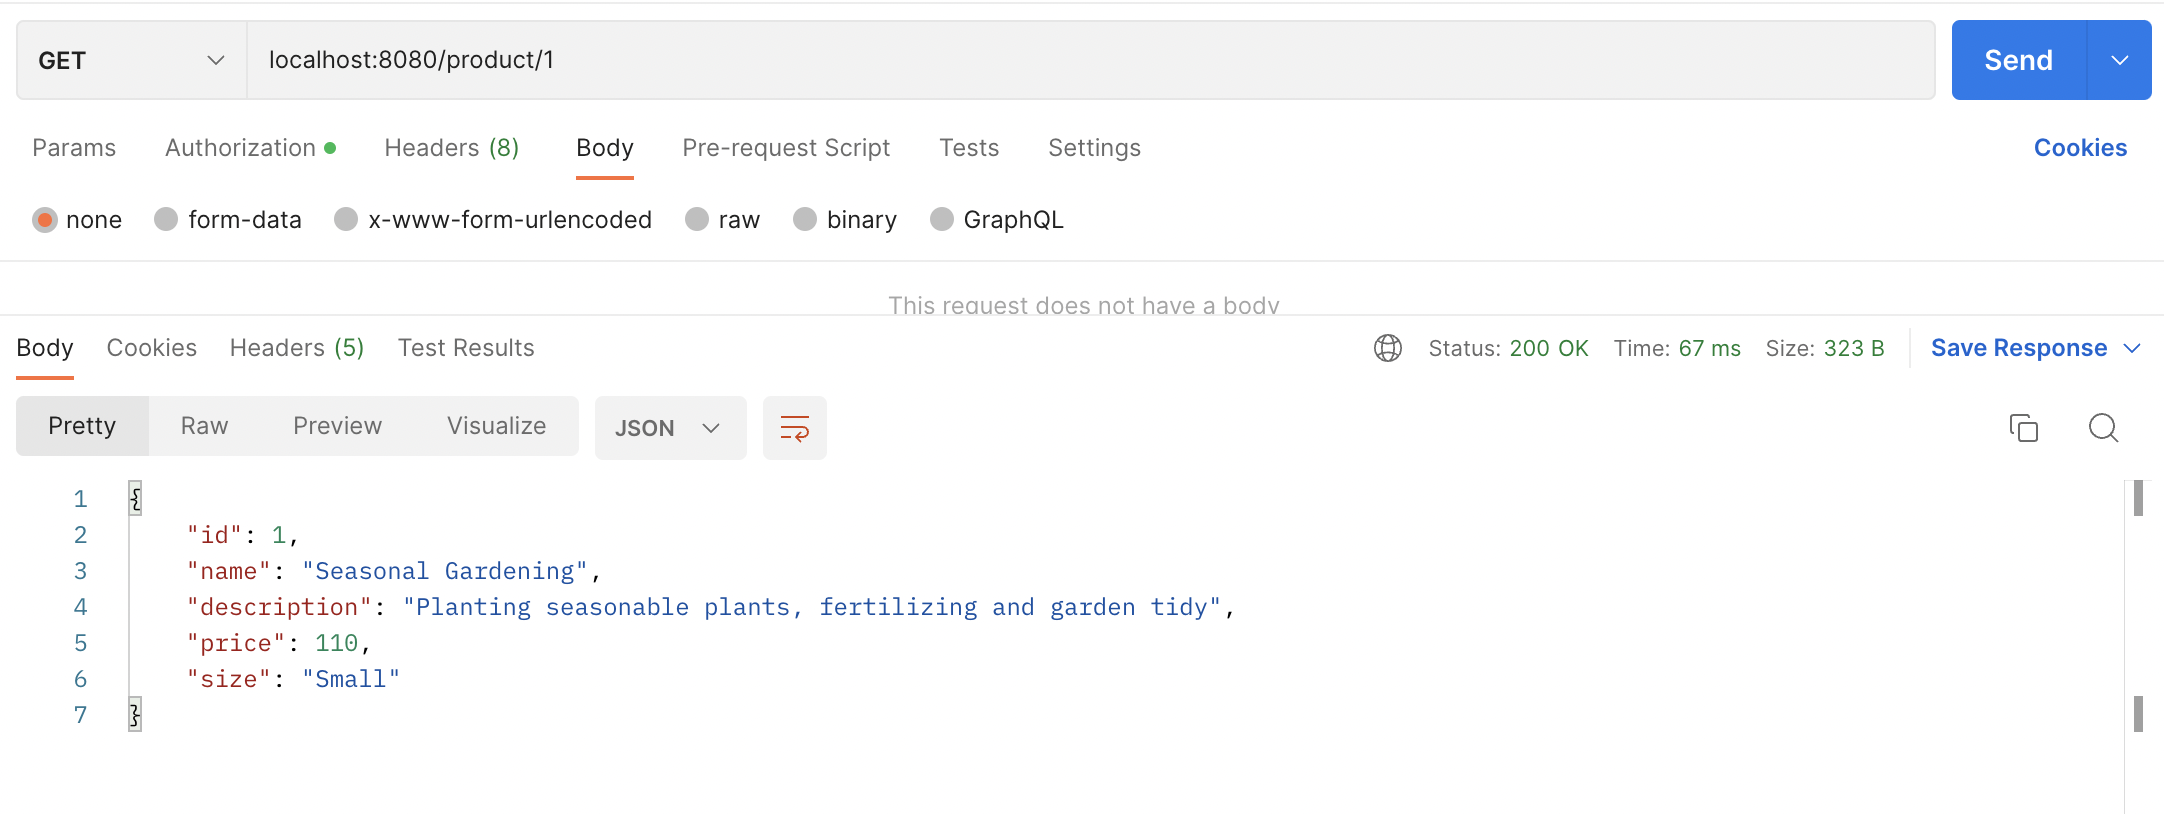 GET localhost:8080/product/1 Send
Params Authorization Headers (8) Body Pre-request Script Tests Settings Cookies
none form-data x-www-form-urlencoded raw binary GraphQL
This request does not have a body
Body Cookies Headers (5) Test Results Status: 200 OK Time: 67 ms Size: 323 B Save Response
Pretty Raw Preview Visualize JSON
1 {
2 "id": 1,
3 "name": "Seasonal Gardening",
4 "description": "Planting seasonable plants, fertilizing and garden tidy",
5 "price": 110,
6 "size": "Small"
7 }